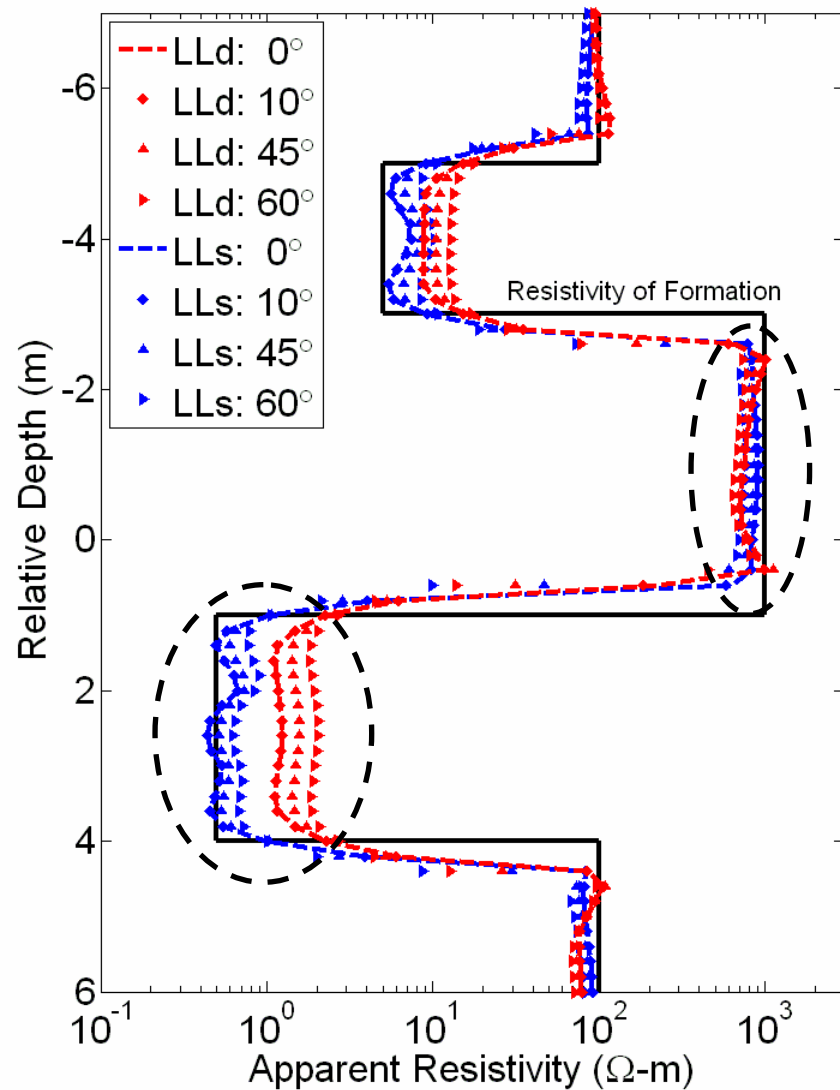 LLd: 0°
LLd: 10°
LLd: 45°
LLd: 60°
LLs: 0°
LLs: 10°
LLs: 45°
LLs: 60°
Resistivity of Formation
Relative Depth (m)
-6
-4
-2
0
2
4
6
10⁻¹ 10⁰ 10¹ 10² 10³
Apparent Resistivity (Ω-m)